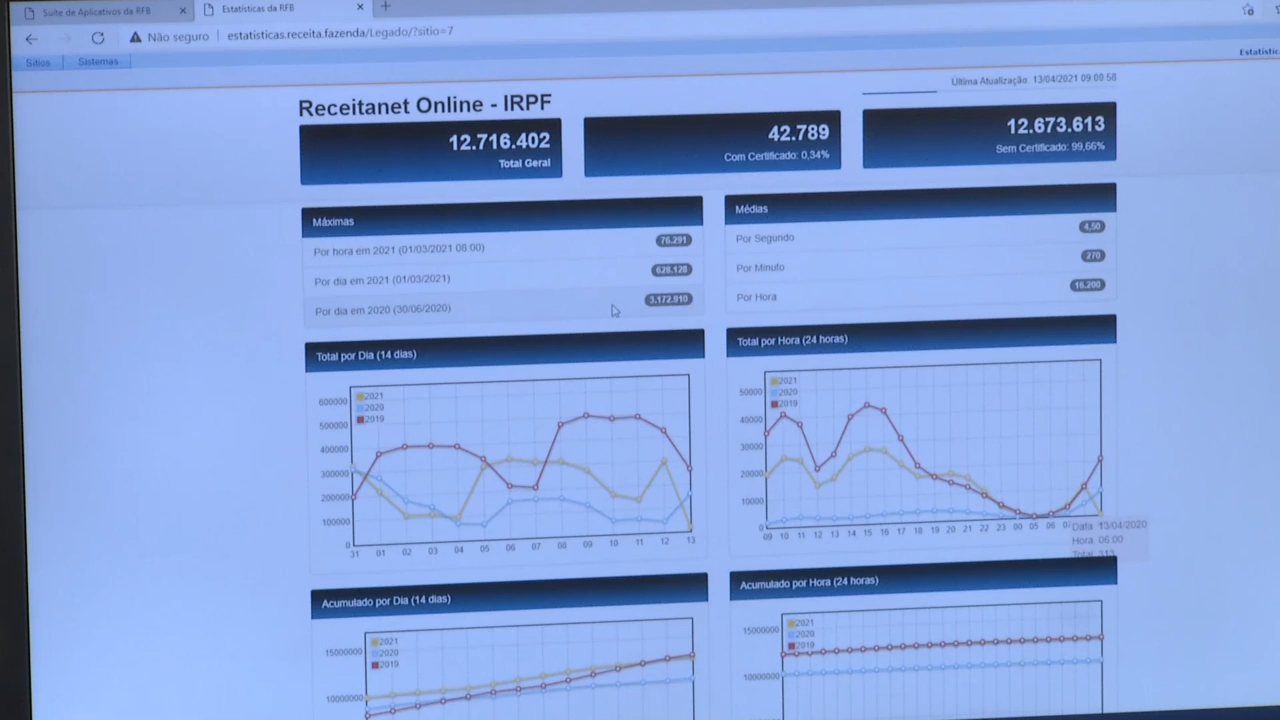 Suíte de Aplicativos da RFB
Estatísticas da RFB
Não seguro
estatisticas.receita.fazenda/Legado/?sitio=7
Sítios
Sistemas
Última Atualização: 13/04/2021 09:00:58
Receitanet Online - IRPF
12.716.402
Total Geral
42.789
Com Certificado: 0,34%
12.673.613
Sem Certificado: 99,66%
Máximas
Por hora em 2021 (01/03/2021 08:00)
76.291
Por dia em 2021 (01/03/2021)
628.128
Por dia em 2020 (30/06/2020)
3.172.910
Médias
Por Segundo
4,50
Por Minuto
270
Por Hora
16.200
Total por Dia (14 dias)
2021
2020
2019
600000
500000
400000
300000
200000
100000
0
31 01 02 03 04 05 06 07 08 09 10 11 12 13
Total por Hora (24 horas)
2021
2020
2019
50000
40000
30000
20000
10000
0
09 10 11 12 13 14 15 16 17 18 19 20 21 22 23 00 05 06 07
Data: 13/04/2020
Hora: 06:00
Total: 313
Acumulado por Dia (14 dias)
2021
2020
2019
15000000
10000000
Acumulado por Hora (24 horas)
2021
2020
2019
15000000
10000000